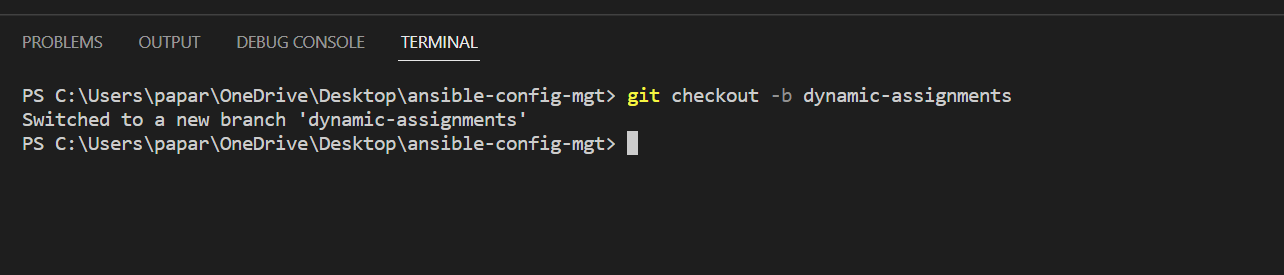 PROBLEMS OUTPUT DEBUG CONSOLE TERMINAL
PS C:\Users\papar\OneDrive\Desktop\ansible-config-mgt> git checkout -b dynamic-assignments
Switched to a new branch 'dynamic-assignments'
PS C:\Users\papar\OneDrive\Desktop\ansible-config-mgt>